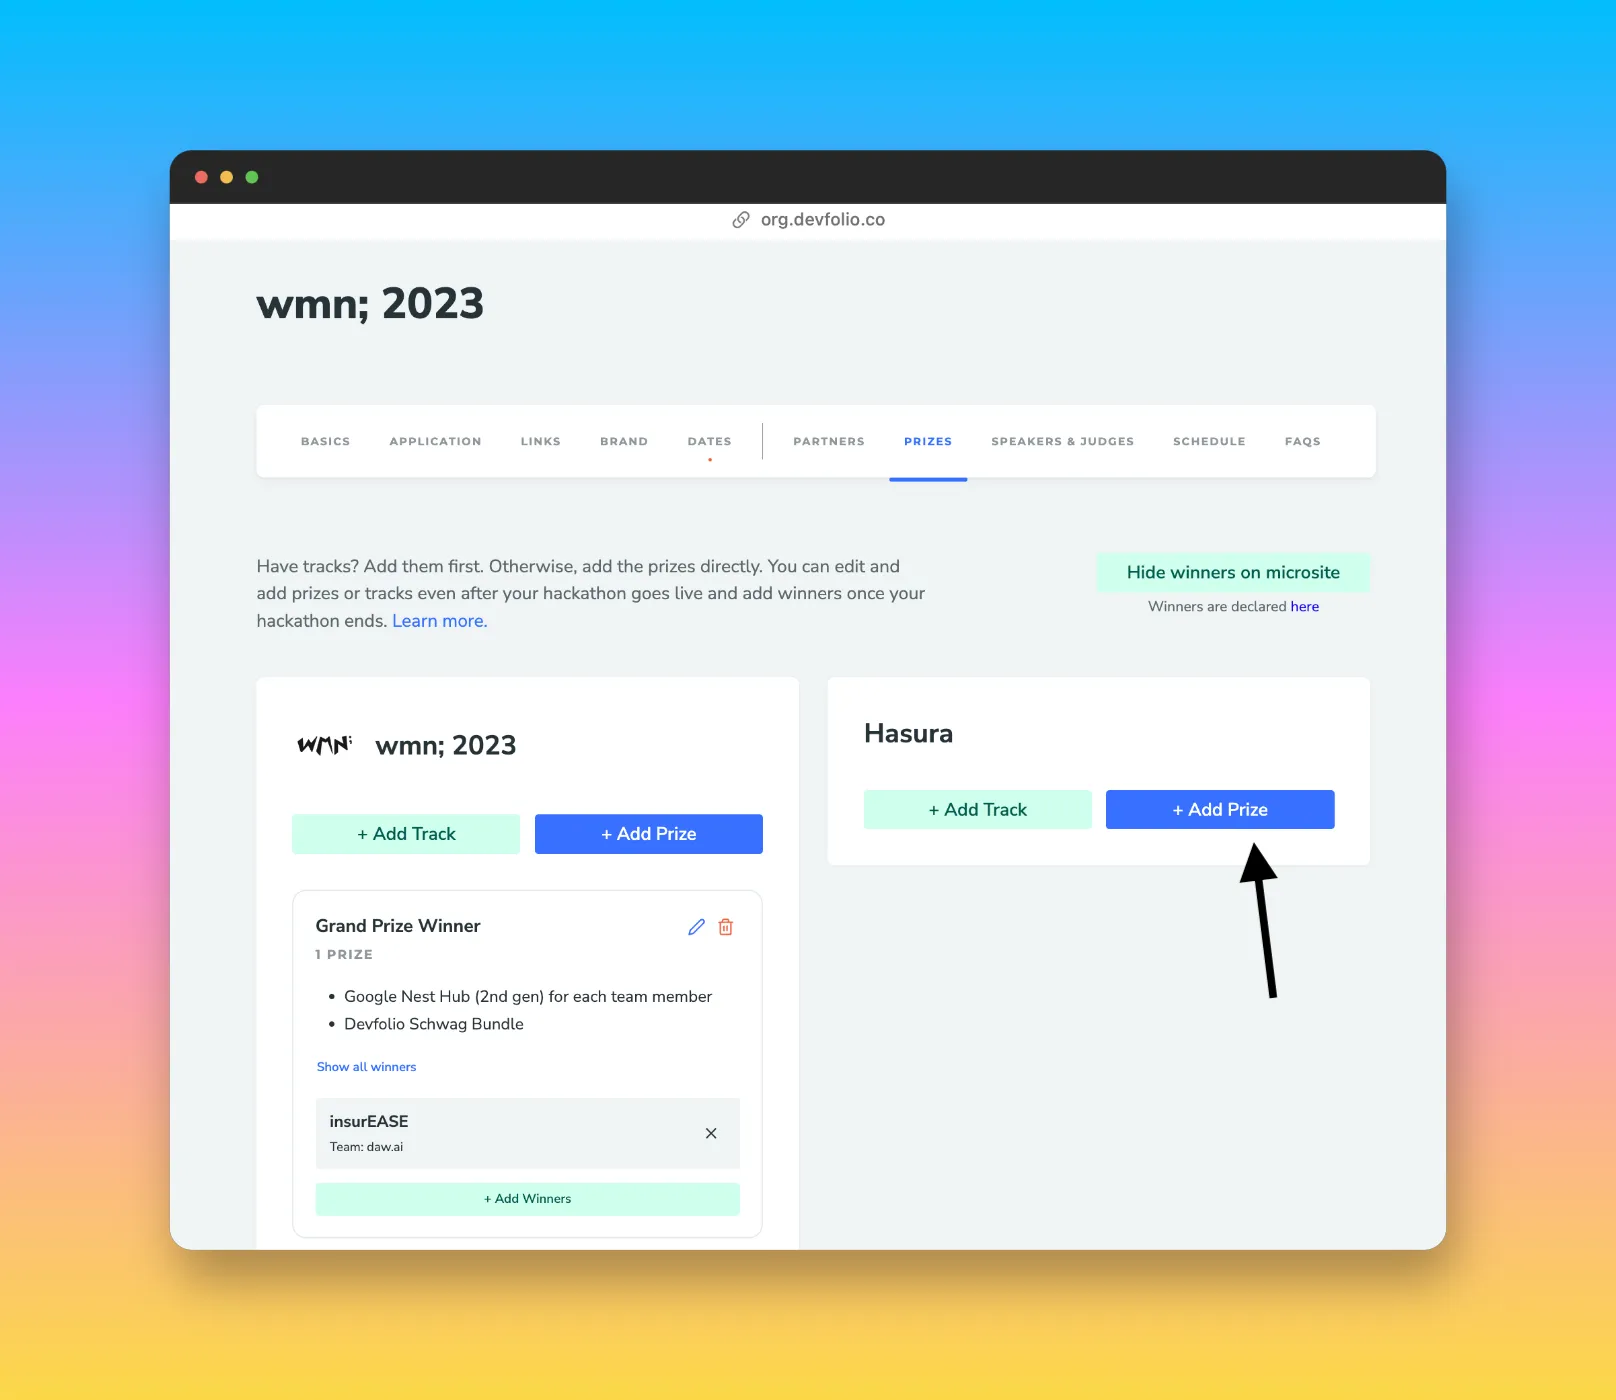 org.devfolio.co
wmn; 2023
BASICS APPLICATION LINKS BRAND DATES PARTNERS PRIZES SPEAKERS & JUDGES SCHEDULE FAQS
Have tracks? Add them first. Otherwise, add the prizes directly. You can edit and
add prizes or tracks even after your hackathon goes live and add winners once your
hackathon ends. Learn more.
Hide winners on microsite
Winners are declared here
WMN; wmn; 2023
+ Add Track + Add Prize
Grand Prize Winner
1 PRIZE
• Google Nest Hub (2nd gen) for each team member
• Devfolio Schwag Bundle
Show all winners
insurEASE
Team: daw.ai
+ Add Winners
Hasura
+ Add Track + Add Prize